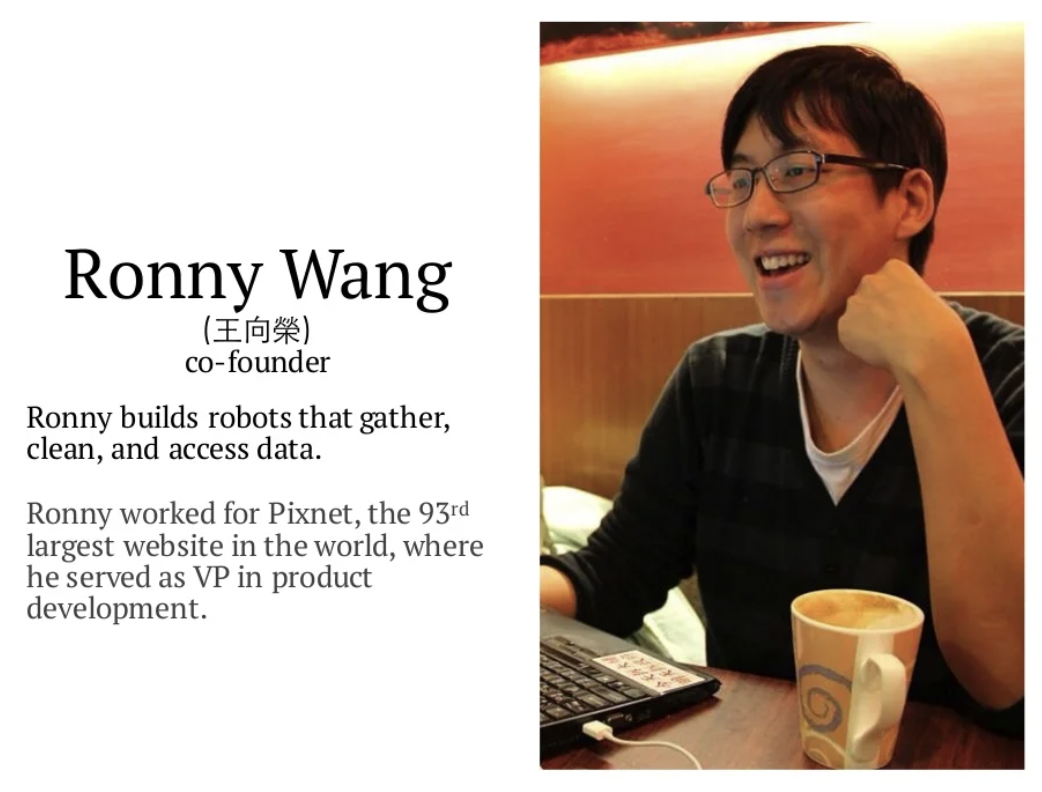 Ronny Wang
(王向榮)
co-founder
Ronny builds robots that gather,
clean, and access data.
Ronny worked for Pixnet, the 93rd
largest website in the world, where
he served as VP in product
development.